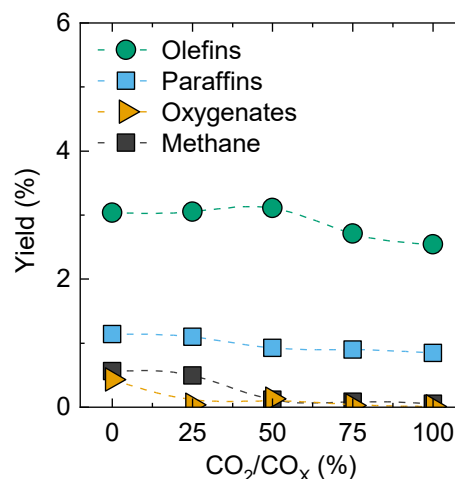 6
4
2
0
Yield (%)
Olefins
Paraffins
Oxygenates
Methane
0 25 50 75 100
CO₂/COₓ (%)